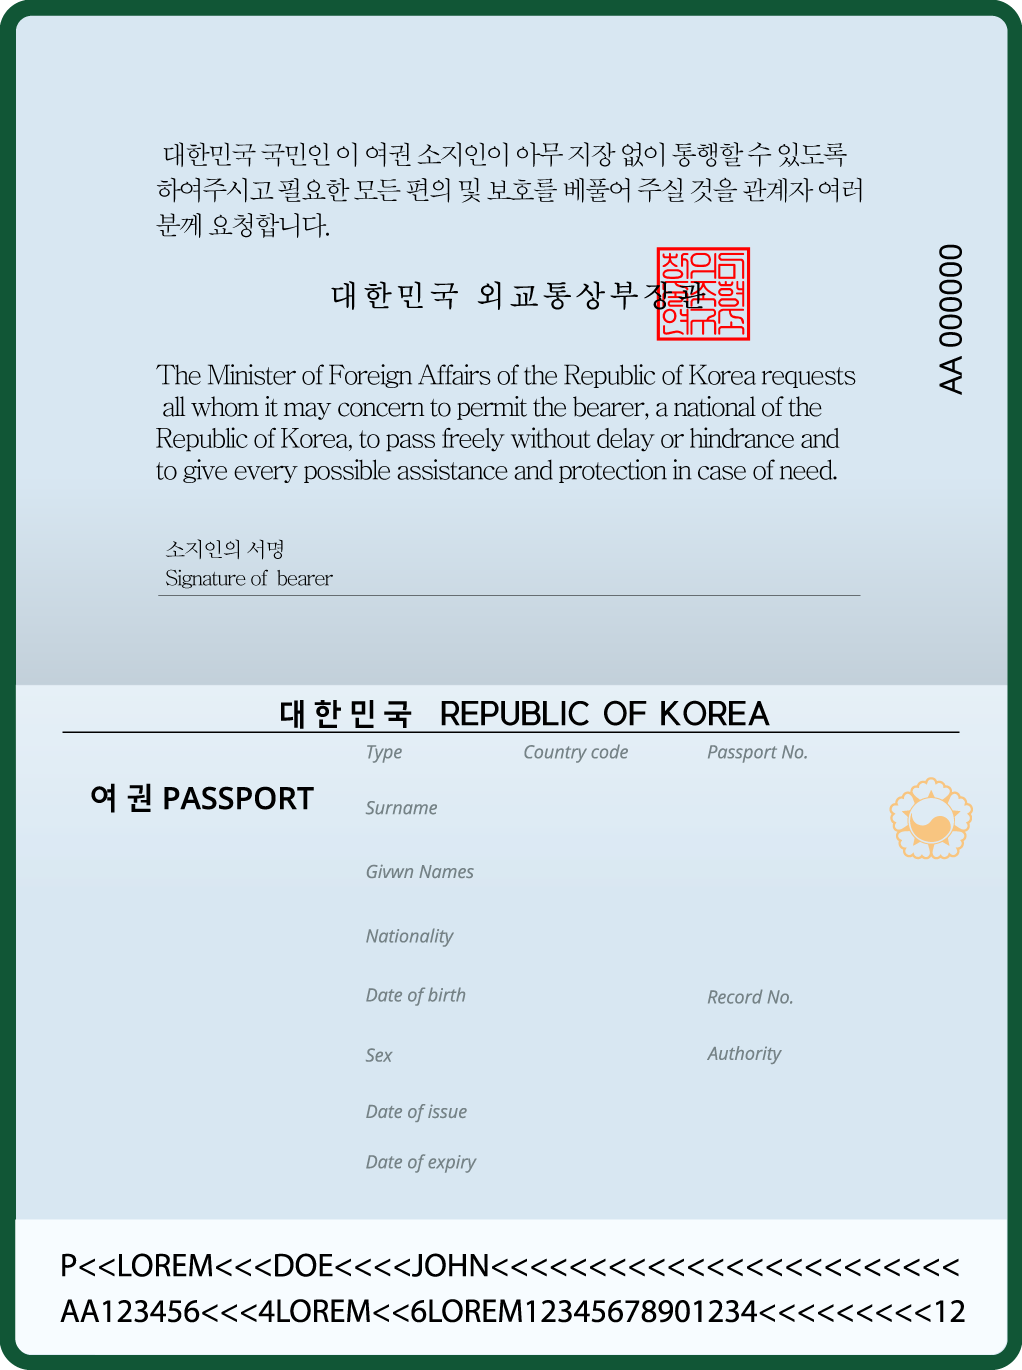 대한민국 국민인 이 여권 소지인이 아무 지장 없이 통행할 수 있도록
하여주시고 필요한 모든 편의 및 보호를 베풀어 주실 것을 관계자 여러
분께 요청합니다.
대한민국 외교통상부장관
The Minister of Foreign Affairs of the Republic of Korea requests
all whom it may concern to permit the bearer, a national of the
Republic of Korea, to pass freely without delay or hindrance and
to give every possible assistance and protection in case of need.
AA 000000
소지인의 서명
Signature of bearer
대한민국 REPUBLIC OF KOREA
Type Country code Passport No.
여권 PASSPORT
Surname
Givwn Names
Nationality
Date of birth Record No.
Sex Authority
Date of issue
Date of expiry
P<<LOREM<<<DOE<<<<JOHN<<<<<<<<<<<<<<<<<<<<<<<<
AA123456<<<4LOREM<<6LOREM12345678901234<<<<<<<<<12